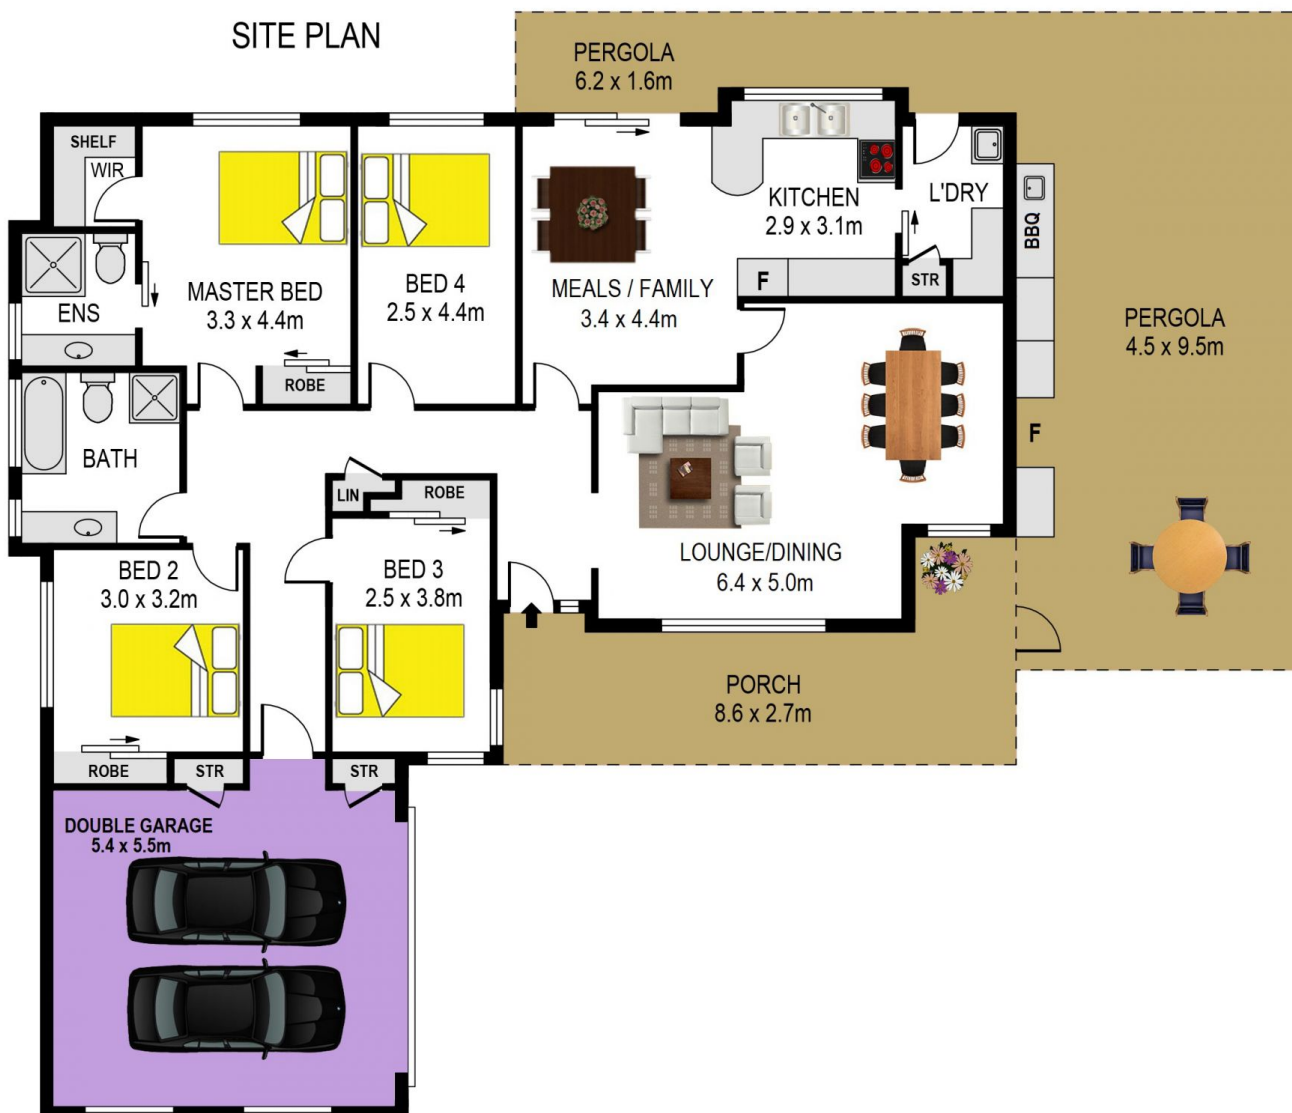 SITE PLAN
PERGOLA
6.2 x 1.6m
SHELF
WIR
MASTER BED
3.3 x 4.4m
BED 4
2.5 x 4.4m
MEALS / FAMILY
3.4 x 4.4m
KITCHEN
2.9 x 3.1m
F
L'DRY
STR
BBQ
PERGOLA
4.5 x 9.5m
F
ENS
ROBE
BATH
LIN
ROBE
LOUNGE/DINING
6.4 x 5.0m
BED 2
3.0 x 3.2m
BED 3
2.5 x 3.8m
PORCH
8.6 x 2.7m
ROBE
STR
STR
DOUBLE GARAGE
5.4 x 5.5m